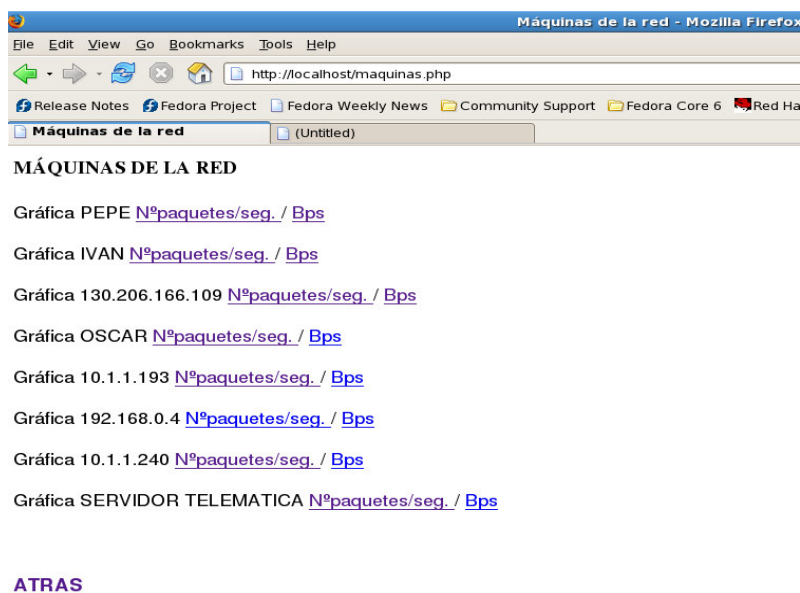 Máquinas de la red - Mozilla Firefox
File Edit View Go Bookmarks Tools Help
http://localhost/maquinas.php
Release Notes Fedora Project Fedora Weekly News Community Support Fedora Core 6 Red Ha
Máquinas de la red (Untitled)
MÁQUINAS DE LA RED
Gráfica PEPE Nºpaquetes/seg. / Bps
Gráfica IVAN Nºpaquetes/seg. / Bps
Gráfica 130.206.166.109 Nºpaquetes/seg. / Bps
Gráfica OSCAR Nºpaquetes/seg. / Bps
Gráfica 10.1.1.193 Nºpaquetes/seg. / Bps
Gráfica 192.168.0.4 Nºpaquetes/seg. / Bps
Gráfica 10.1.1.240 Nºpaquetes/seg. / Bps
Gráfica SERVIDOR TELEMATICA Nºpaquetes/seg. / Bps
ATRAS